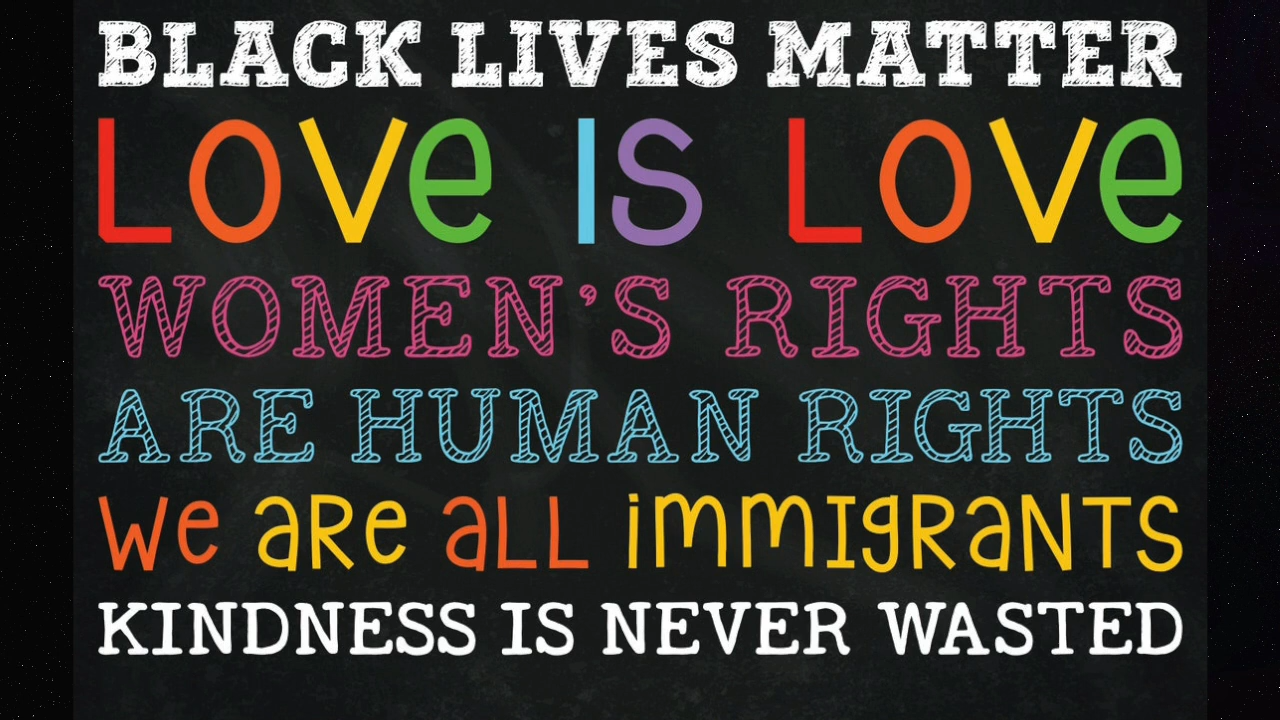 BLACK LIVES MATTER
LOVe IS LOVe
WOMEN'S RIGHTS
ARE HUMAN RIGHTS
We aRe aLL immIgRaNTS
KINDNESS IS NEVER WASTED